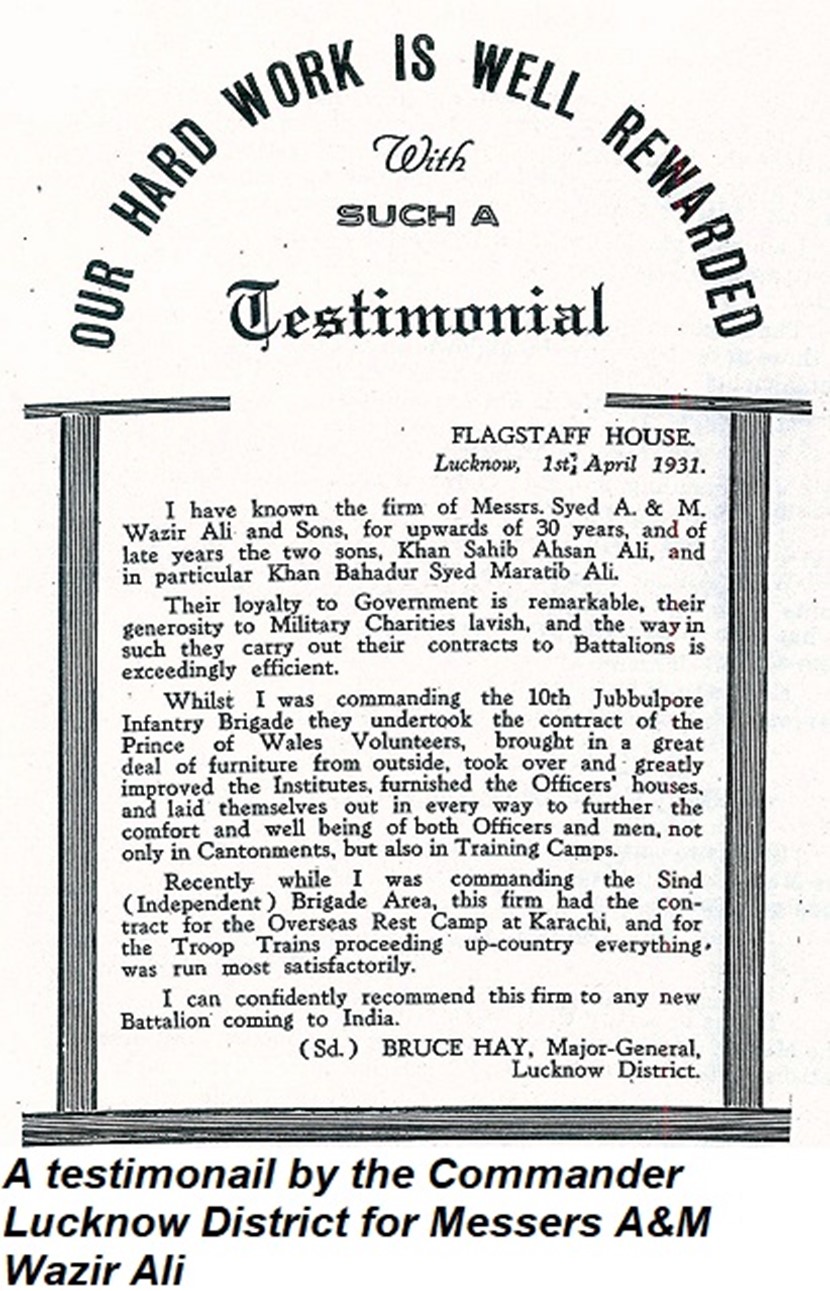 OUR HARD WORK IS WELL REWARDED
With
SUCH A
Testimonial
FLAGSTAFF HOUSE.
Lucknow, 1st; April 1931.
I have known the firm of Messrs. Syed A. & M.
Wazir Ali and Sons, for upwards of 30 years, and of
late years the two sons, Khan Sahib Ahsan Ali, and
in particular Khan Bahadur Syed Maratib Ali.
Their loyalty to Government is remarkable, their
generosity to Military Charities lavish, and the way in
such they carry out their contracts to Battalions is
exceedingly efficient.
Whilst I was commanding the 10th Jubbulpore
Infantry Brigade they undertook the contract of the
Prince of Wales Volunteers, brought in a great
deal of furniture from outside, took over and greatly
improved the Institutes, furnished the Officers' houses,
and laid themselves out in every way to further the
comfort and well being of both Officers and men, not
only in Cantonments, but also in Training Camps.
Recently while I was commanding the Sind
(Independent) Brigade Area, this firm had the con-
tract for the Overseas Rest Camp at Karachi, and for
the Troop Trains proceeding up-country everything
was run most satisfactorily.
I can confidently recommend this firm to any new
Battalion coming to India.
(Sd.) BRUCE HAY, Major-General,
Lucknow District.
A testimonail by the Commander
Lucknow District for Messers A&M
Wazir Ali